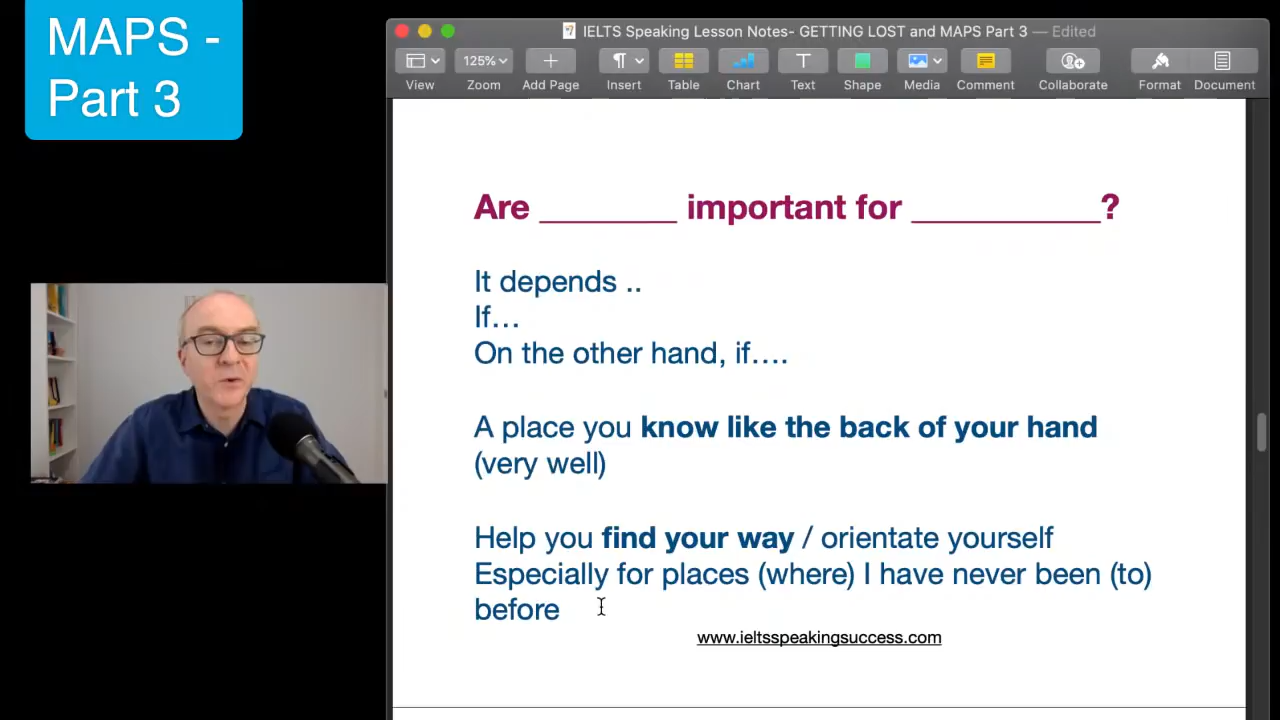 MAPS -
Part 3
IELTS Speaking Lesson Notes- GETTING LOST and MAPS Part 3 — Edited
125%
View
Zoom
Add Page
Insert
Table
Chart
Text
Shape
Media
Comment
Collaborate
Format
Document
Are ________ important for ___________?
It depends ..
If…
On the other hand, if….
A place you know like the back of your hand
(very well)
Help you find your way / orientate yourself
Especially for places (where) I have never been (to)
before
www.ieltsspeakingsuccess.com